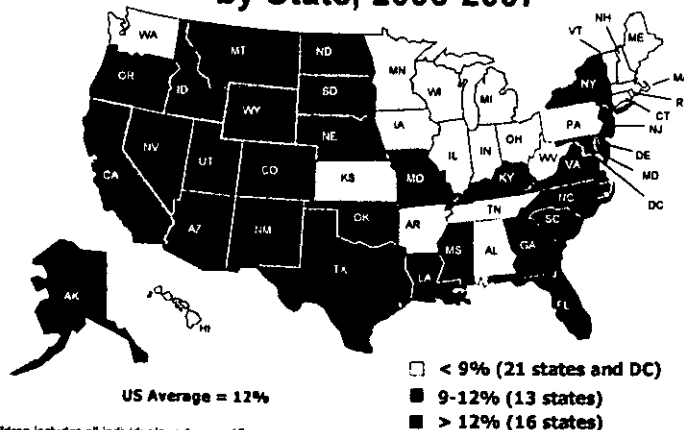 by State, 2006-2007
WA
MT
ND
OR
ID
SD
WY
NV
UT
NE
CO
CA
AZ
NM
KS
OK
TX
MN
WI
MI
IA
IL
IN
OH
MO
KY
WV
VA
PA
NY
VT
NH
ME
MA
R
CT
NJ
DE
MD
DC
TN
NC
SC
AR
MS
AL
GA
LA
FL
AK
HI
US Average = 12%
< 9% (21 states and DC)
9-12% (13 states)
> 12% (16 states)